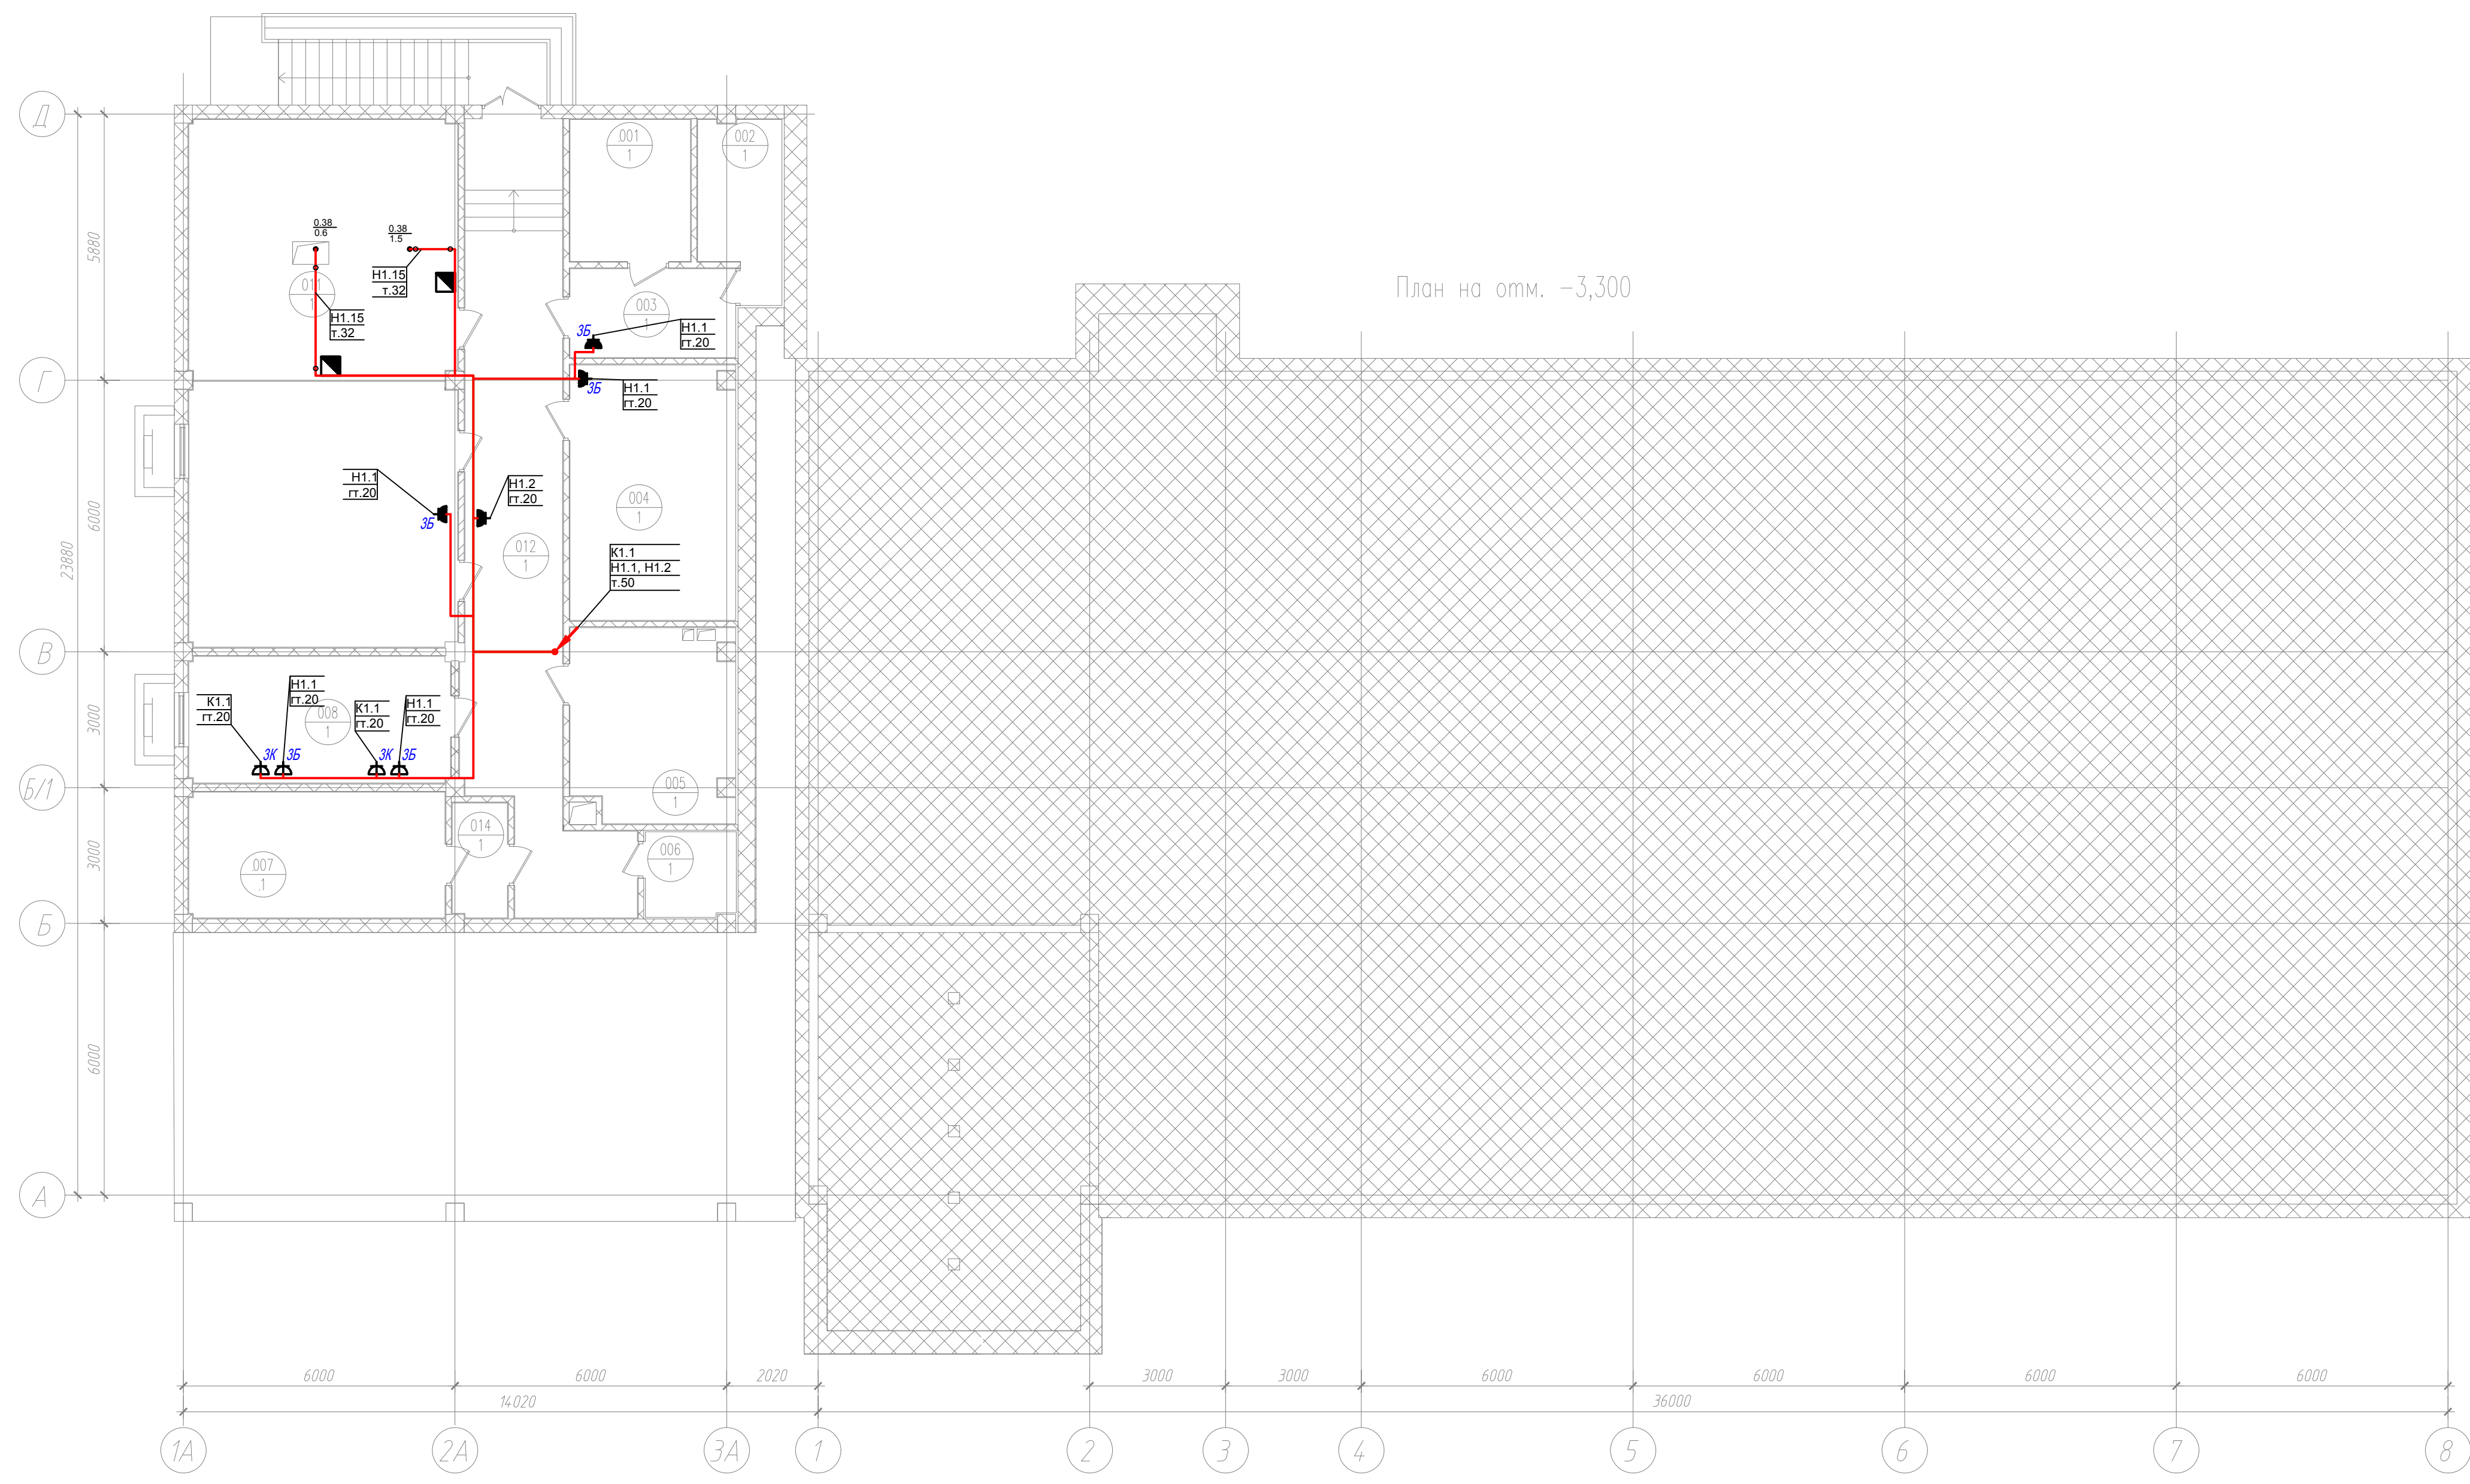 Д
001
1
002
1
5880
0.38
0.6
0.38
1.5
План на отм. -3,300
Н1.15
т.32
011
1
003
1
Н1.15
т.32
3Б
Н1.1
гт.20
Г
3Б
Н1.1
гт.20
Н1.1
гт.20
3Б
Н1.2
гт.20
004
1
6000
23880
012
1
К1.1
Н1.1, Н1.2
т.50
В
К1.1
гт.20
Н1.1
гт.20
008
1
К1.1
гт.20
Н1.1
гт.20
3000
3К
3Б
3К
3Б
Б/1
005
1
014
1
006
1
3000
007
.1
Б
6000
А
6000
6000
2020
3000
3000
6000
6000
6000
6000
14020
36000
1А
2А
3А
1
2
3
4
5
6
7
8